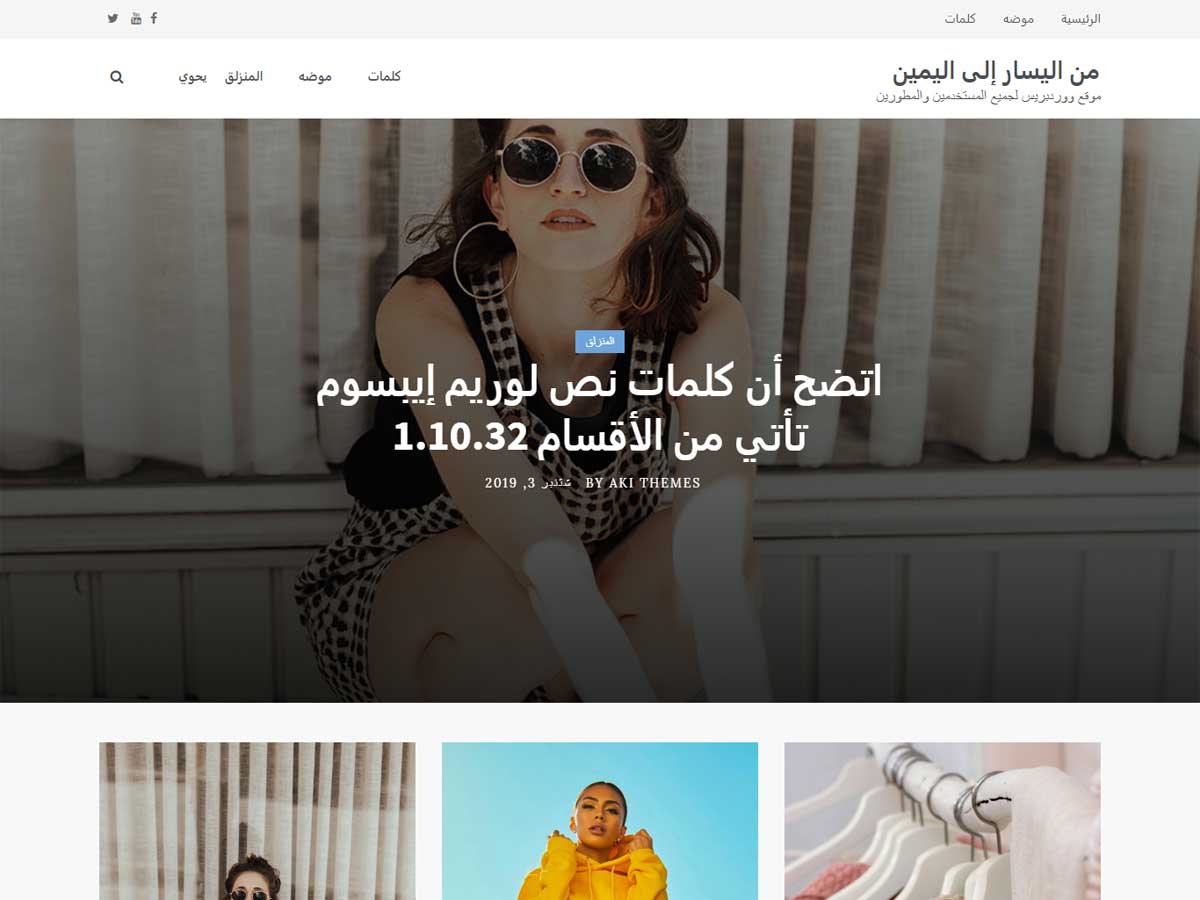 الرئيسية موضه كلمات
من اليسار إلى اليمين
موقع ووردبريس لجميع المستخدمين والمطورين
كلمات موضه المنزلق يحوي
المنزلق
اتضح أن كلمات نص لوريم إيبسوم
تأتي من الأقسام 1.10.32
BY AKI THEMES 2019 ,3